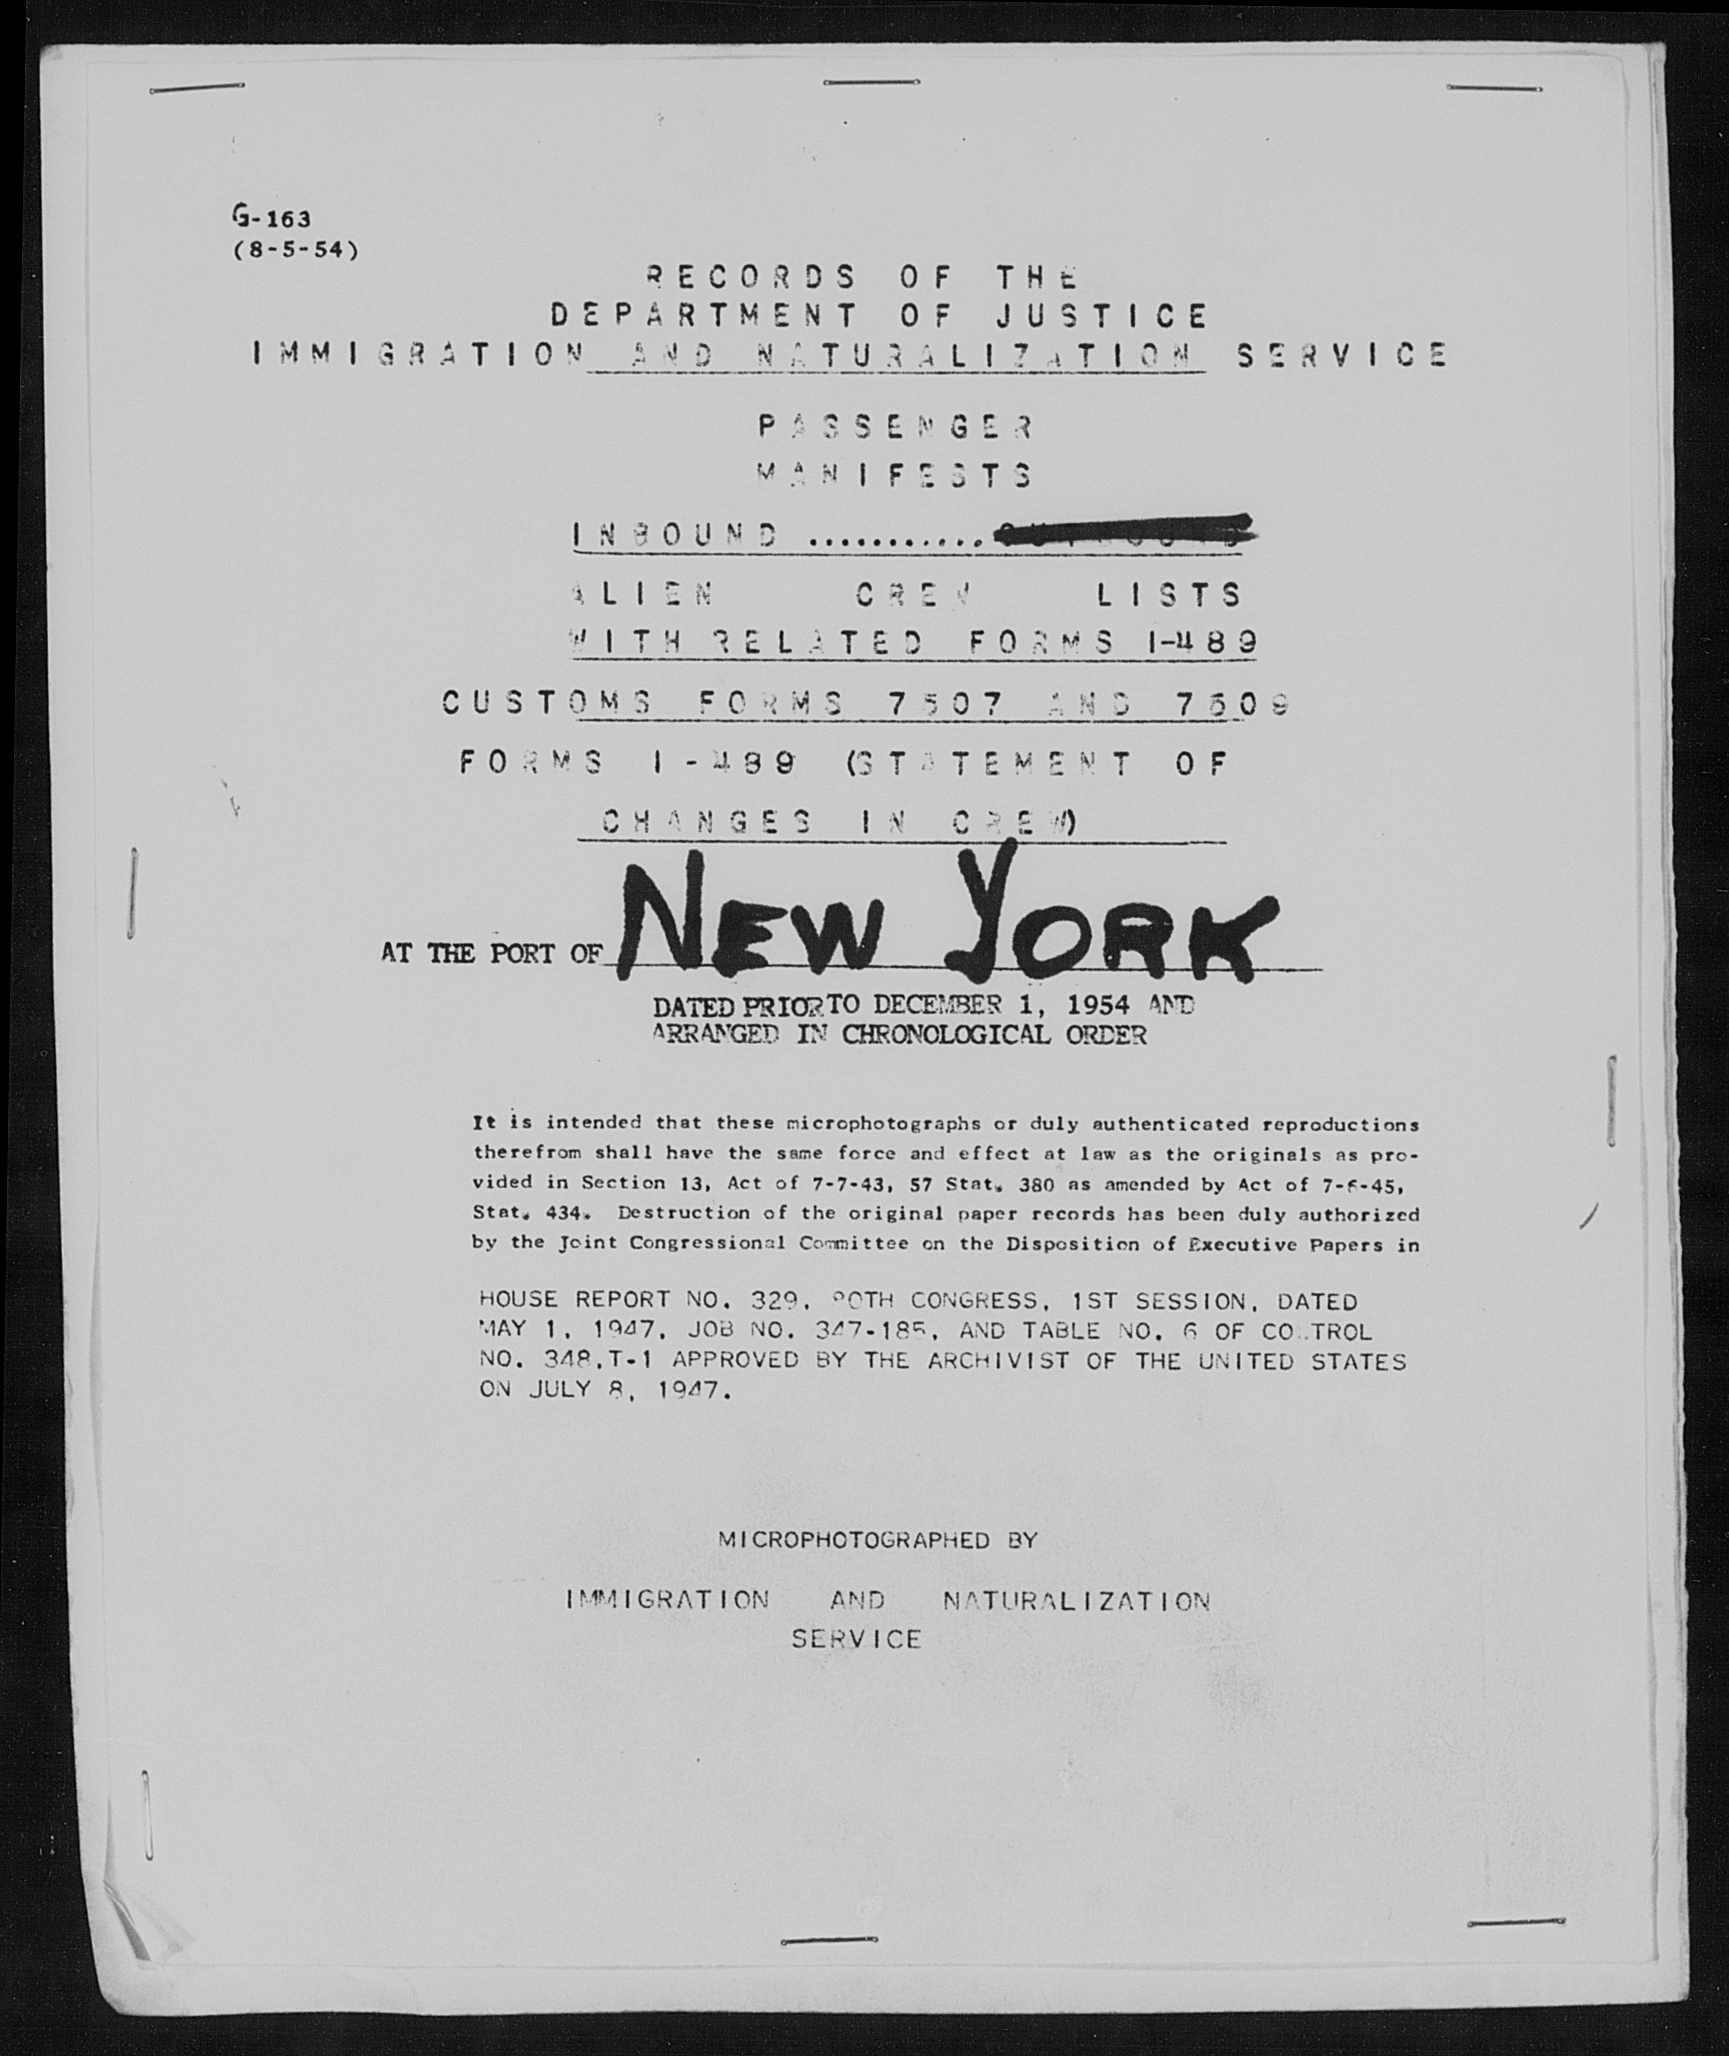 G-163
(8-5-54)
RECORDS OF THE
DEPARTMENT OF JUSTICE
IMMIGRATION AND NATURALIZATION SERVICE
PASSENGER
MANIFESTS
INBOUND ...........OUTBOUND
ALIEN CREW LISTS
WITH RELATED FORMS I-489
CUSTOMS FORMS 7507 AND 7509
FORMS I-489 (STATEMENT OF
CHANGES IN CREW)
AT THE PORT OF NEW YORK
DATED PRIOR TO DECEMBER 1, 1954 AND
ARRANGED IN CHRONOLOGICAL ORDER
It is intended that these microphotographs or duly authenticated reproductions
therefrom shall have the same force and effect at law as the originals as pro-
vided in Section 13, Act of 7-7-43, 57 Stat. 380 as amended by Act of 7-6-45,
Stat. 434. Destruction of the original paper records has been duly authorized
by the Joint Congressional Committee on the Disposition of Executive Papers in
HOUSE REPORT NO. 329, 80TH CONGRESS, 1ST SESSION, DATED
MAY 1, 1947, JOB NO. 347-185, AND TABLE NO. 6 OF CONTROL
NO. 348,T-1 APPROVED BY THE ARCHIVIST OF THE UNITED STATES
ON JULY 8, 1947.
MICROPHOTOGRAPHED BY
IMMIGRATION AND NATURALIZATION
SERVICE